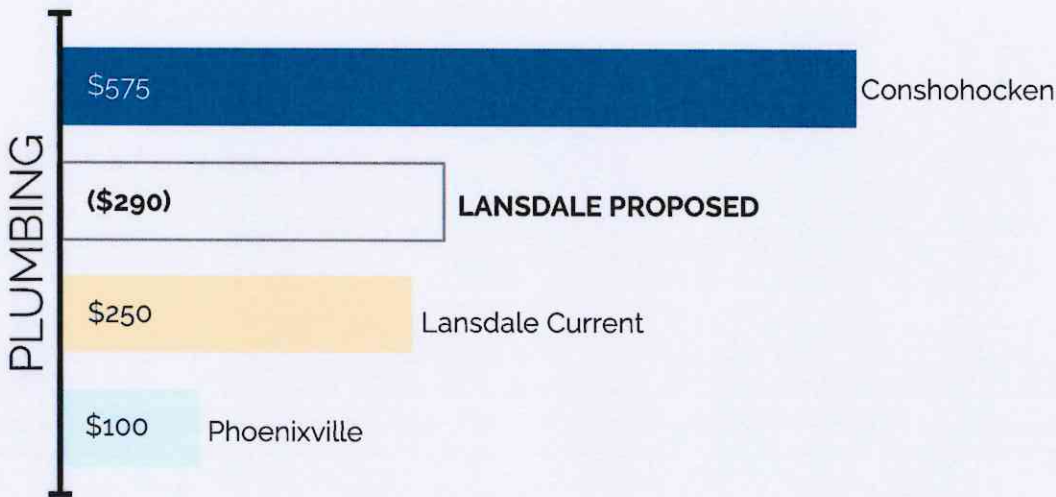 PLUMBING
$575
Conshohocken
($290)
LANSDALE PROPOSED
$250
Lansdale Current
$100
Phoenixville